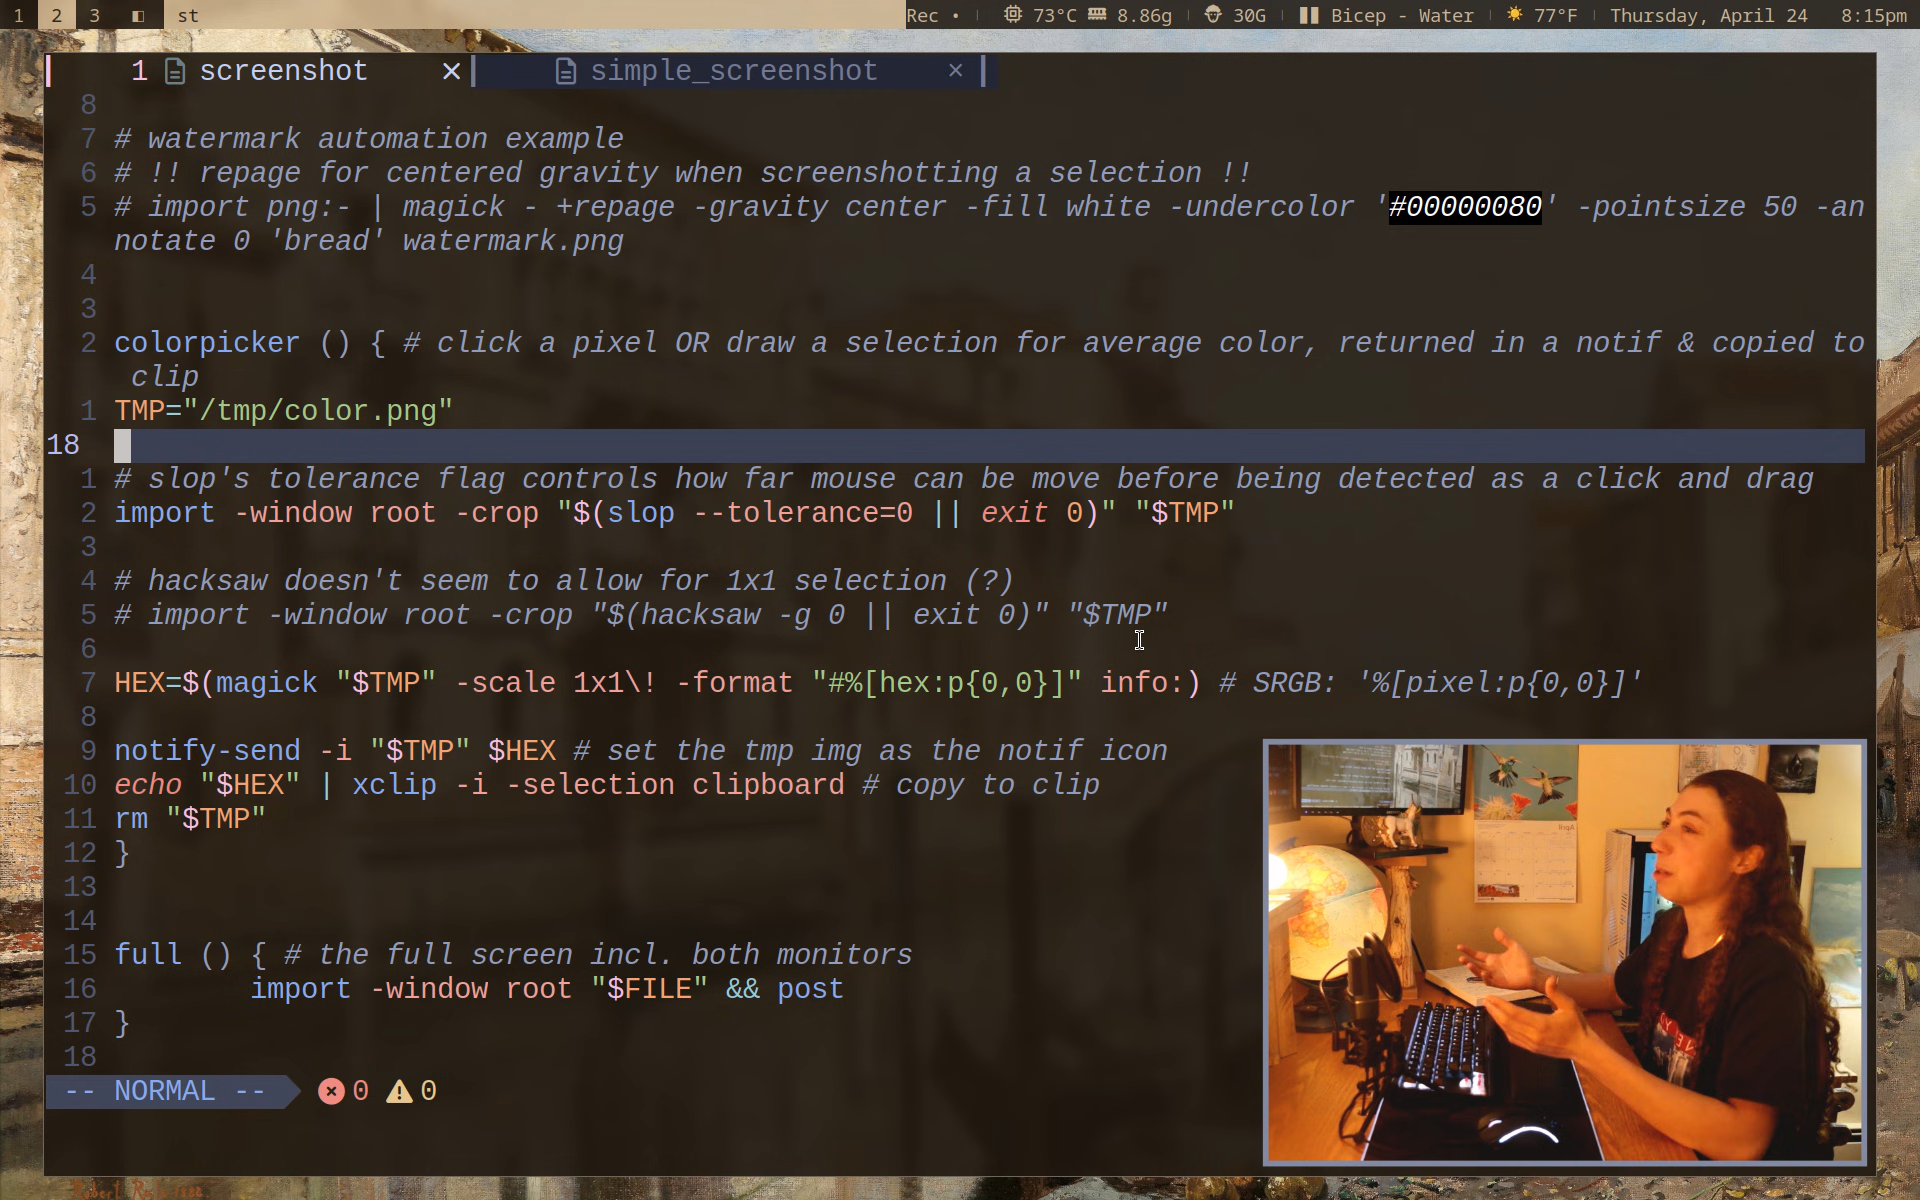 1 2 3 st Rec • 73°C 8.86g 30G Bicep - Water 77°F Thursday, April 24 8:15pm
1 screenshot × simple_screenshot ×
8
7 # watermark automation example
6 # !! repage for centered gravity when screenshotting a selection !!
5 # import png:- | magick - +repage -gravity center -fill white -undercolor '#00000080' -pointsize 50 -an
notate 0 'bread' watermark.png
4
3
2 colorpicker () { # click a pixel OR draw a selection for average color, returned in a notif & copied to
clip
1 TMP="/tmp/color.png"
18
1 # slop's tolerance flag controls how far mouse can be move before being detected as a click and drag
2 import -window root -crop "$(slop --tolerance=0 || exit 0)" "$TMP"
3
4 # hacksaw doesn't seem to allow for 1x1 selection (?)
5 # import -window root -crop "$(hacksaw -g 0 || exit 0)" "$TMP"
6
7 HEX=$(magick "$TMP" -scale 1x1\! -format "#%[hex:p{0,0}]" info:) # SRGB: '%[pixel:p{0,0}]'
8
9 notify-send -i "$TMP" $HEX # set the tmp img as the notif icon
10 echo "$HEX" | xclip -i -selection clipboard # copy to clip
11 rm "$TMP"
12 }
13
14
15 full () { # the full screen incl. both monitors
16 import -window root "$FILE" && post
17 }
18
-- NORMAL -- 0 0